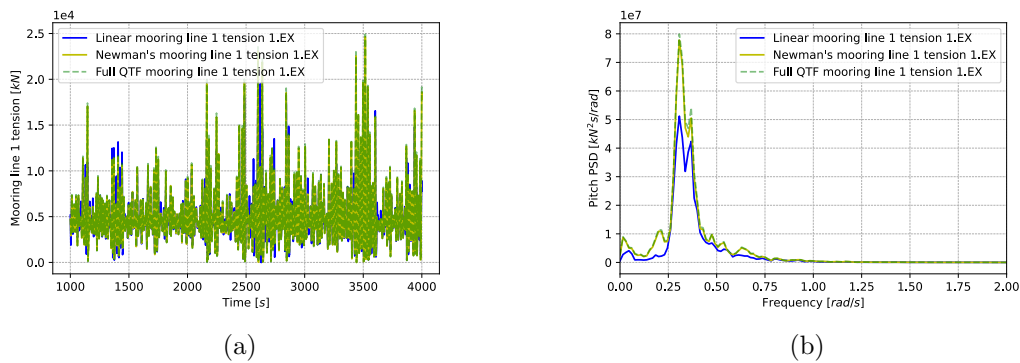 1e4
Linear mooring line 1 tension 1.EX
Newman's mooring line 1 tension 1.EX
Full QTF mooring line 1 tension 1.EX
Mooring line 1 tension [kN]
2.5
2.0
1.5
1.0
0.5
0.0
1000 1500 2000 2500 3000 3500 4000
Time [s]
(a)
1e7
Linear mooring line 1 tension 1.EX
Newman's mooring line 1 tension 1.EX
Full QTF mooring line 1 tension 1.EX
Pitch PSD [kN²s/rad]
8
7
6
5
4
3
2
1
0
0.00 0.25 0.50 0.75 1.00 1.25 1.50 1.75 2.00
Frequency [rad/s]
(b)